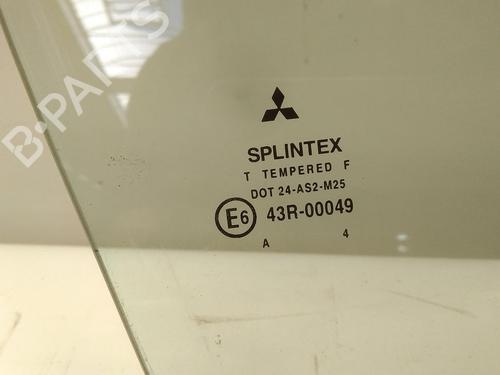 B-PARTS
SPLINTEX
T TEMPERED F
DOT 24-AS2-M25
E6 43R-00049
A 4